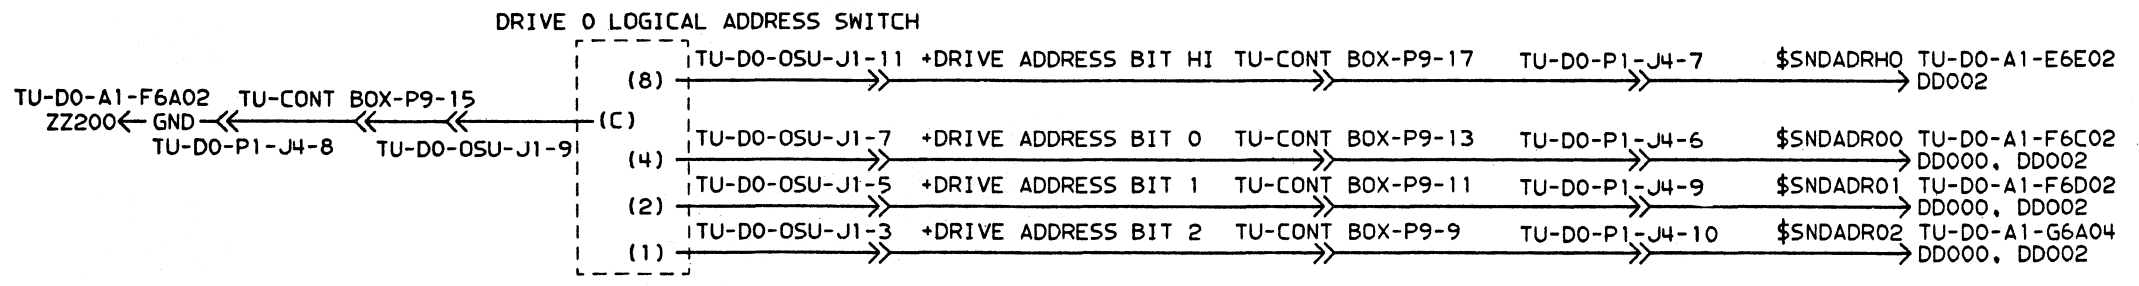 DRIVE 0 LOGICAL ADDRESS SWITCH
TU-D0-OSU-J1-11 +DRIVE ADDRESS BIT HI TU-CONT BOX-P9-17 TU-D0-P1-J4-7 $SNDADRH0 TU-D0-A1-E6E02
(8) DD002
TU-D0-A1-F6A02 TU-CONT BOX-P9-15
ZZ200 GND (C)
TU-D0-P1-J4-8 TU-D0-OSU-J1-9
TU-D0-OSU-J1-7 +DRIVE ADDRESS BIT 0 TU-CONT BOX-P9-13 TU-D0-P1-J4-6 $SNDADR00 TU-D0-A1-F6C02
(4) DD000, DD002
TU-D0-OSU-J1-5 +DRIVE ADDRESS BIT 1 TU-CONT BOX-P9-11 TU-D0-P1-J4-9 $SNDADR01 TU-D0-A1-F6D02
(2) DD000, DD002
TU-D0-OSU-J1-3 +DRIVE ADDRESS BIT 2 TU-CONT BOX-P9-9 TU-D0-P1-J4-10 $SNDADR02 TU-D0-A1-G6A04
(1) DD000, DD002